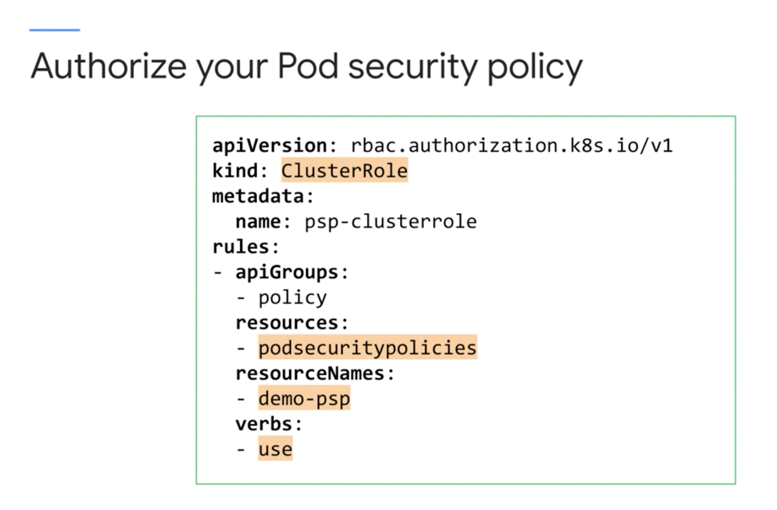 Authorize your Pod security policy
apiVersion: rbac.authorization.k8s.io/v1
kind: ClusterRole
metadata:
  name: psp-clusterrole
rules:
- apiGroups:
  - policy
  resources:
  - podsecuritypolicies
  resourceNames:
  - demo-psp
  verbs:
  - use